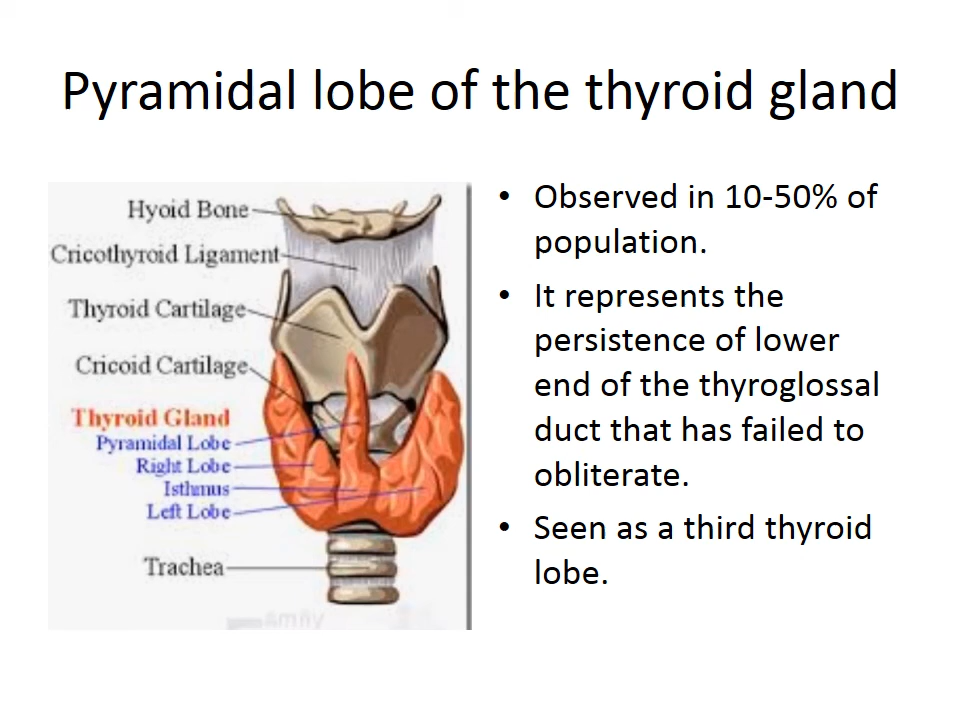 Pyramidal lobe of the thyroid gland
Hyoid Bone
Cricothyroid Ligament
Thyroid Cartilage
Cricoid Cartilage
Thyroid Gland
Pyramidal Lobe
Right Lobe
Isthmus
Left Lobe
Trachea
• Observed in 10-50% of
population.
• It represents the
persistence of lower
end of the thyroglossal
duct that has failed to
obliterate.
• Seen as a third thyroid
lobe.